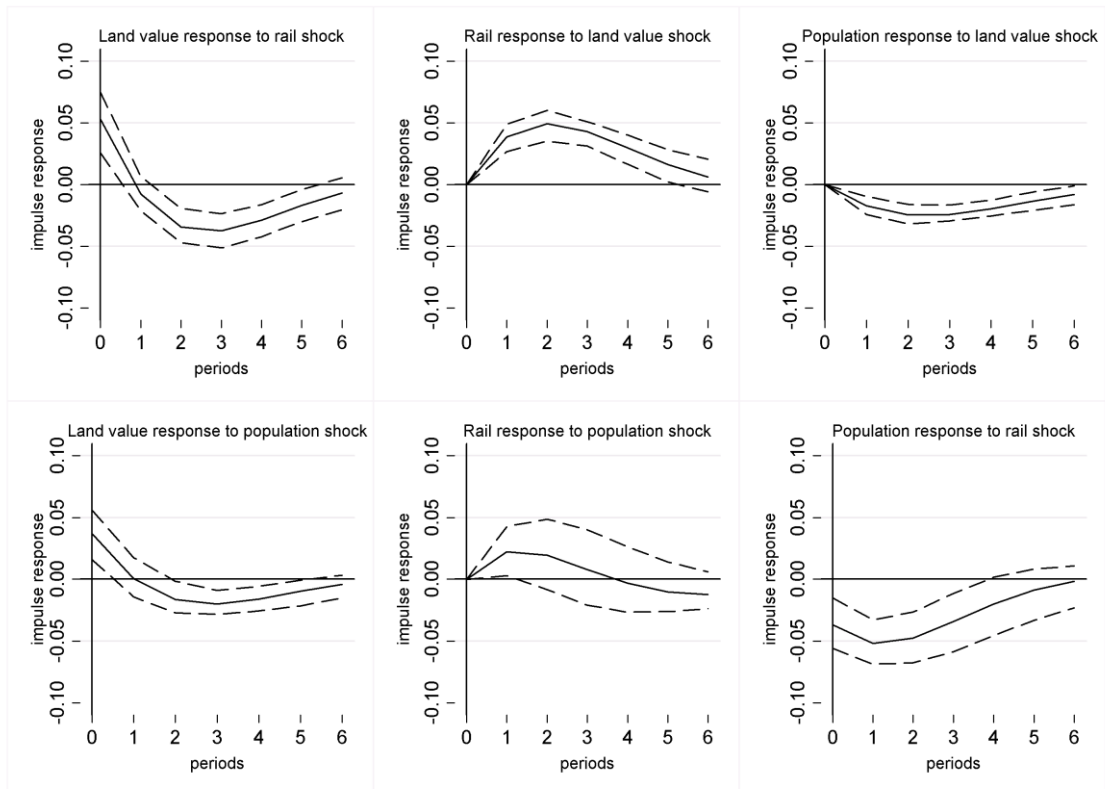 Land value response to rail shock
impulse response
0.10
0.05
0.00
-0.05
-0.10
0 1 2 3 4 5 6
periods
Rail response to land value shock
impulse response
0.10
0.05
0.00
-0.05
-0.10
0 1 2 3 4 5 6
periods
Population response to land value shock
impulse response
0.10
0.05
0.00
-0.05
-0.10
0 1 2 3 4 5 6
periods
Land value response to population shock
impulse response
0.10
0.05
0.00
-0.05
-0.10
0 1 2 3 4 5 6
periods
Rail response to population shock
impulse response
0.10
0.05
0.00
-0.05
-0.10
0 1 2 3 4 5 6
periods
Population response to rail shock
impulse response
0.10
0.05
0.00
-0.05
-0.10
0 1 2 3 4 5 6
periods